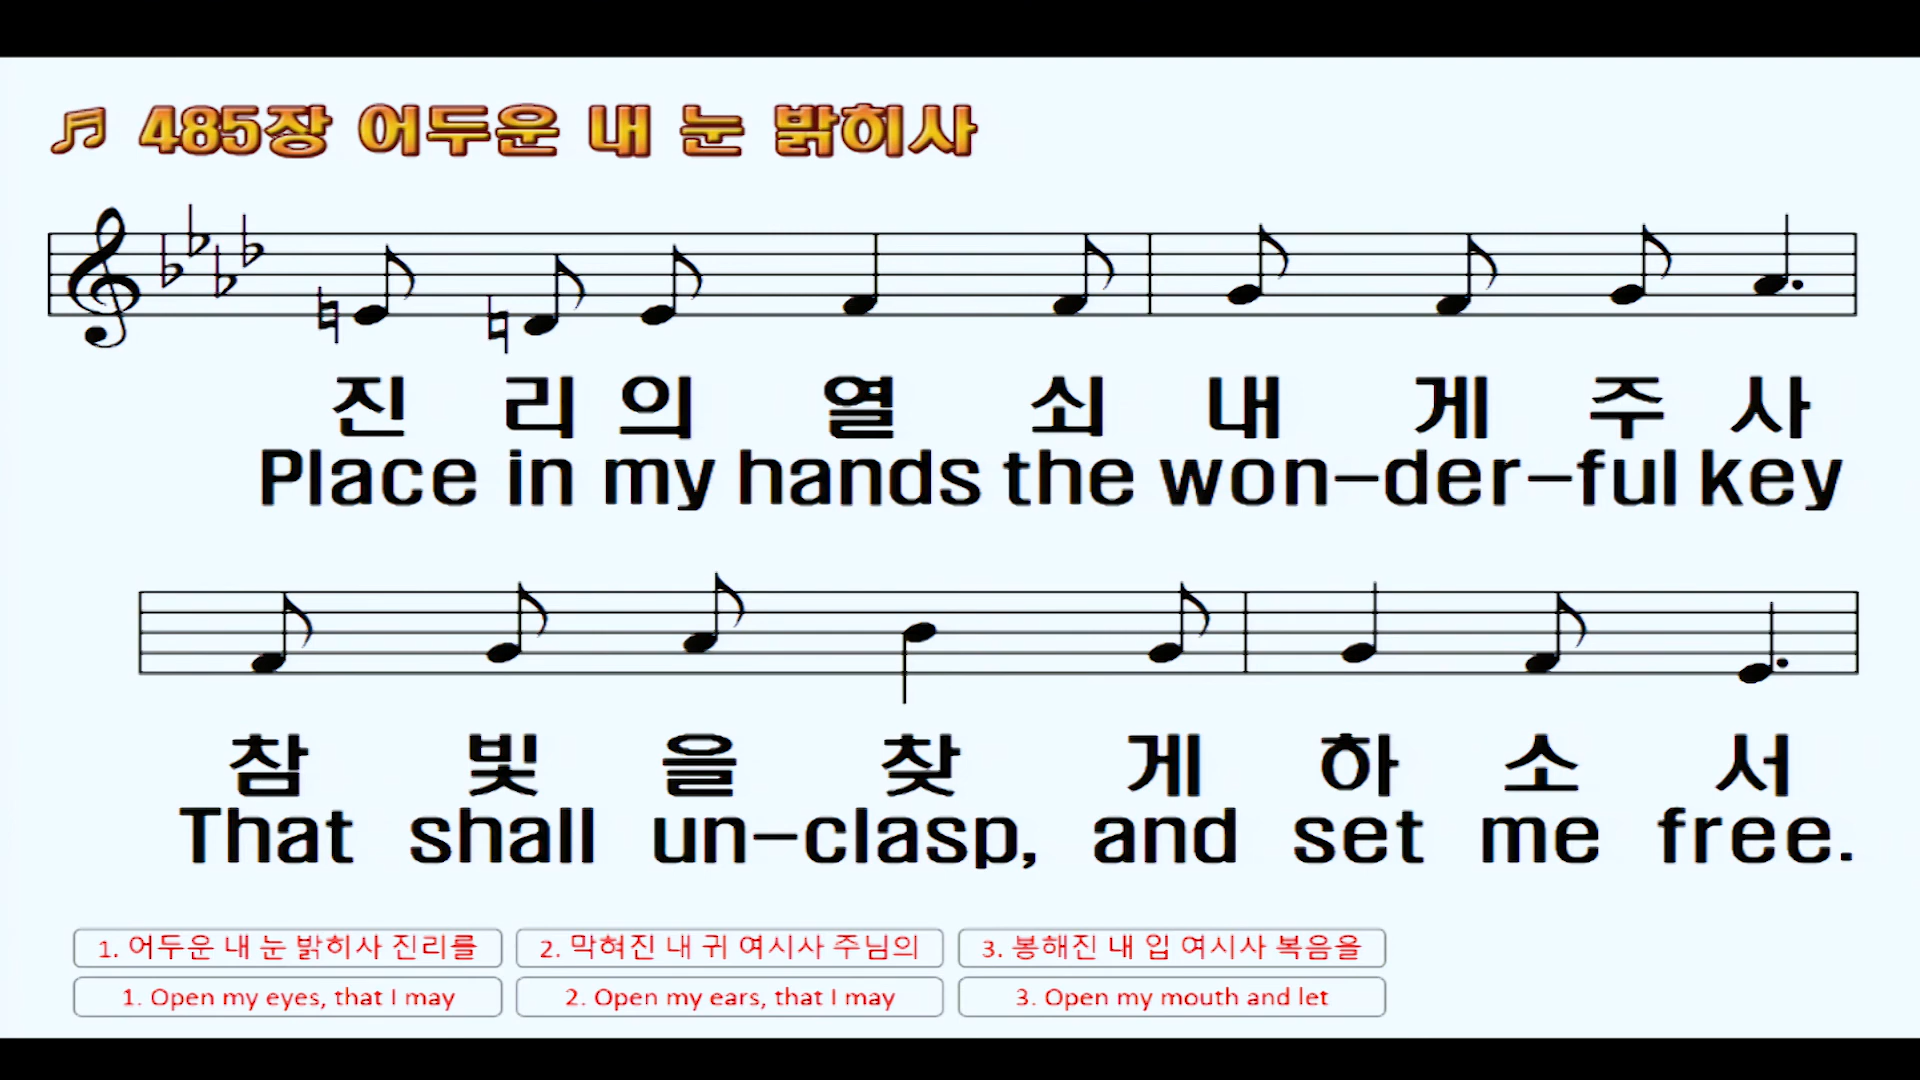 ♬ 485장 어두운 내 눈 밝히사
진 리 의 열 쇠 내 게 주 사
Place in my hands the won-der-ful key
참 빛 을 찾 게 하 소 서
That shall un-clasp, and set me free.
1. 어두운 내 눈 밝히사 진리를
2. 막혀진 내 귀 여시사 주님의
3. 봉해진 내 입 여시사 복음을
1. Open my eyes, that I may
2. Open my ears, that I may
3. Open my mouth and let